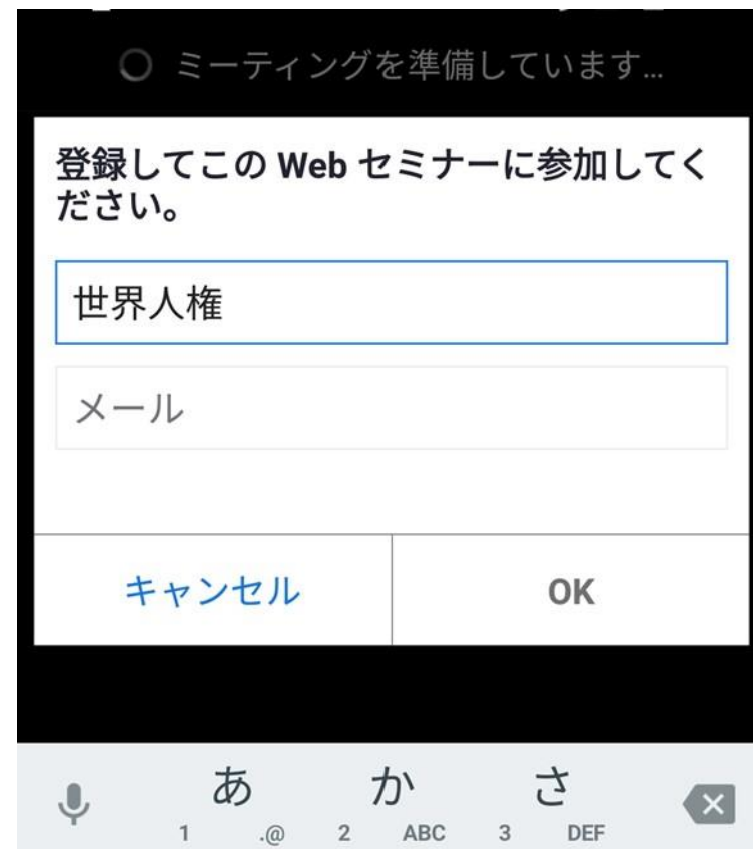 ミーティングを準備しています...
登録してこの Web セミナーに参加してく
ださい。
世界人権
メール
キャンセル OK
あ か さ
1 .@ 2 ABC 3 DEF